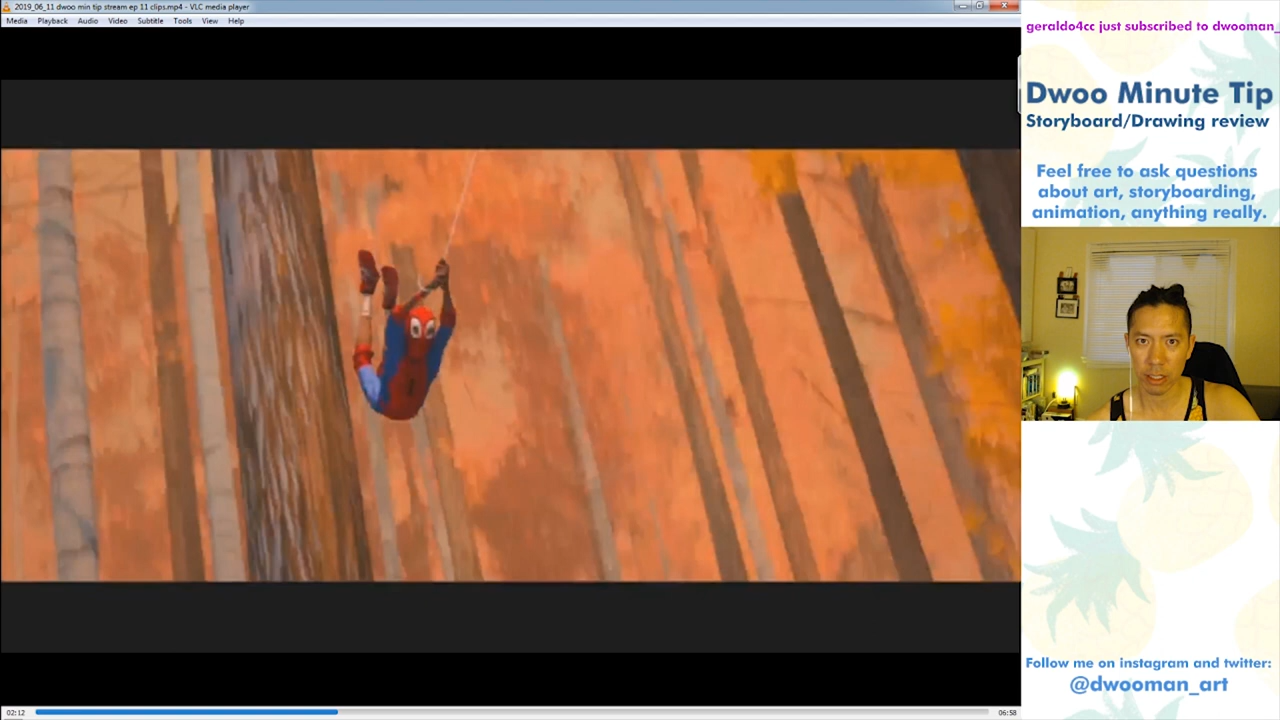 2019_06_11 dwoo min tip stream ep 11 clips.mp4 - VLC media player
Media Playback Audio Video Subtitle Tools View Help
geraldo4cc just subscribed to dwooman_
Dwoo Minute Tip
Storyboard/Drawing review
Feel free to ask questions
about art, storyboarding,
animation, anything really.
Follow me on instagram and twitter:
@dwooman_art
02:12
06:58